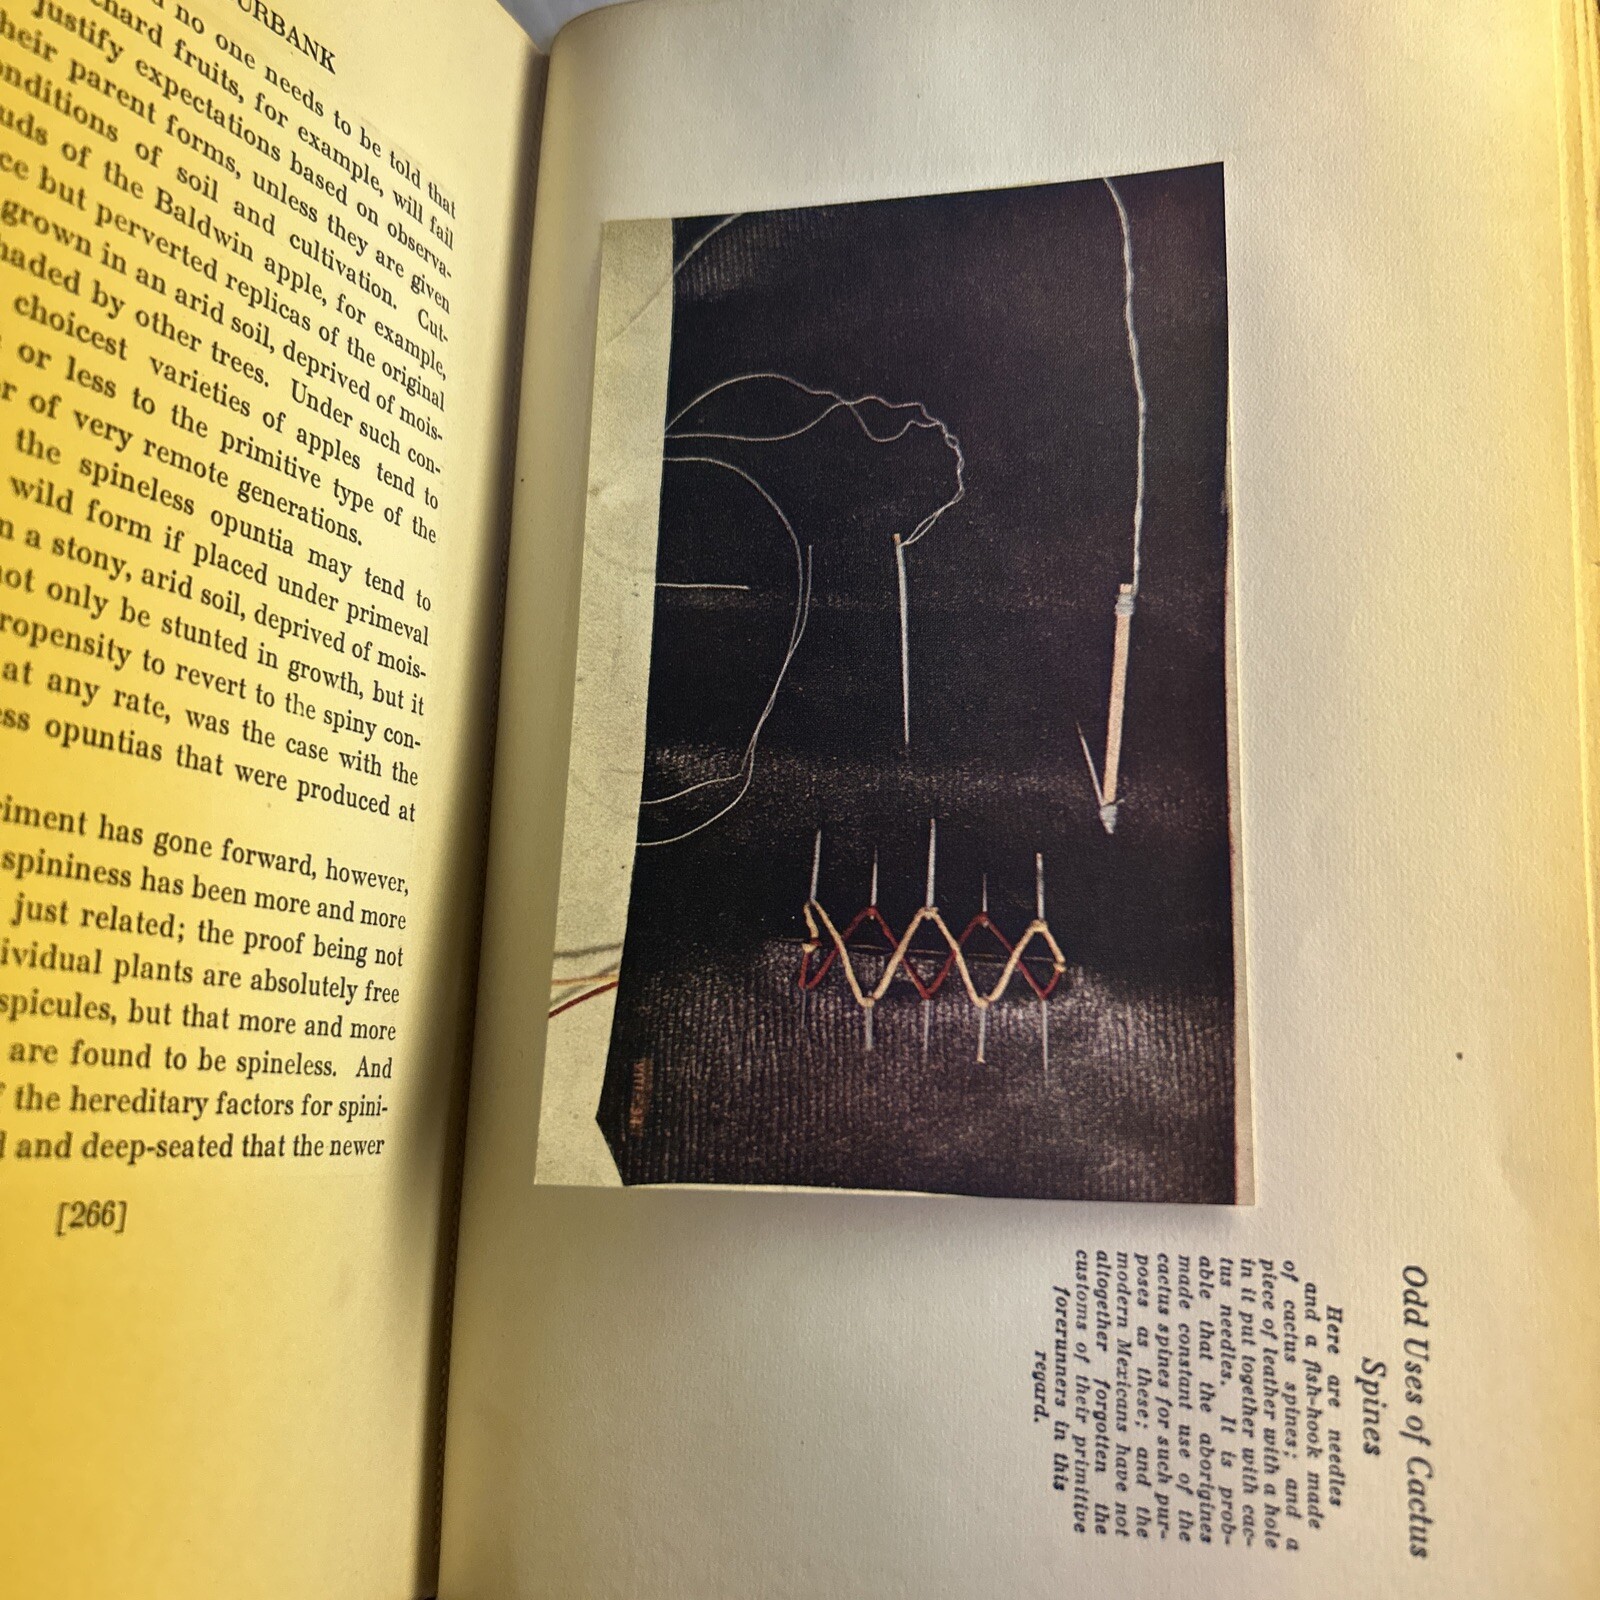 URBANK
no one needs to be told that
hard fruits, for example, will fail
justify expectations based on observa-
heir parent forms, unless they are given
onditions of soil and cultivation. Cut-
uds of the Baldwin apple, for example,
ce but perverted replicas of the original
grown in an arid soil, deprived of mois-
haded by other trees. Under such con-
choicest varieties of apples tend to
or less to the primitive type of the
r of very remote generations.
the spineless opuntia may tend to
wild form if placed under primeval
n a stony, arid soil, deprived of mois-
not only be stunted in growth, but it
ropensity to revert to the spiny con-
at any rate, was the case with the
ss opuntias that were produced at
iment has gone forward, however,
spininess has been more and more
just related; the proof being not
ividual plants are absolutely free
spicules, but that more and more
are found to be spineless. And
f the hereditary factors for spini-
d and deep-seated that the newer
[266]
Odd Uses of Cactus
Spines
Here are needles
and a fish-hook made
of cactus spines; and a
piece of leather with a hole
in it put together with cac-
tus needles. It is prob-
able that the aborigines
made constant use of the
cactus spines for such pur-
poses as these; and the
modern Mexicans have not
altogether forgotten the
customs of their primitive
forerunners in this
regard.